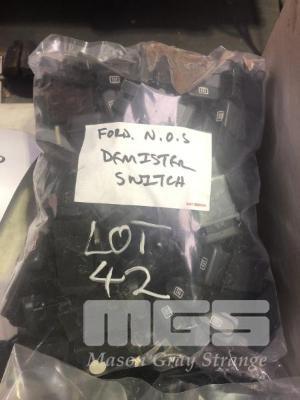 FORD. N.O.S
DEMISTER
SWITCH
LOT
42
MGS
Mason Gray Strange